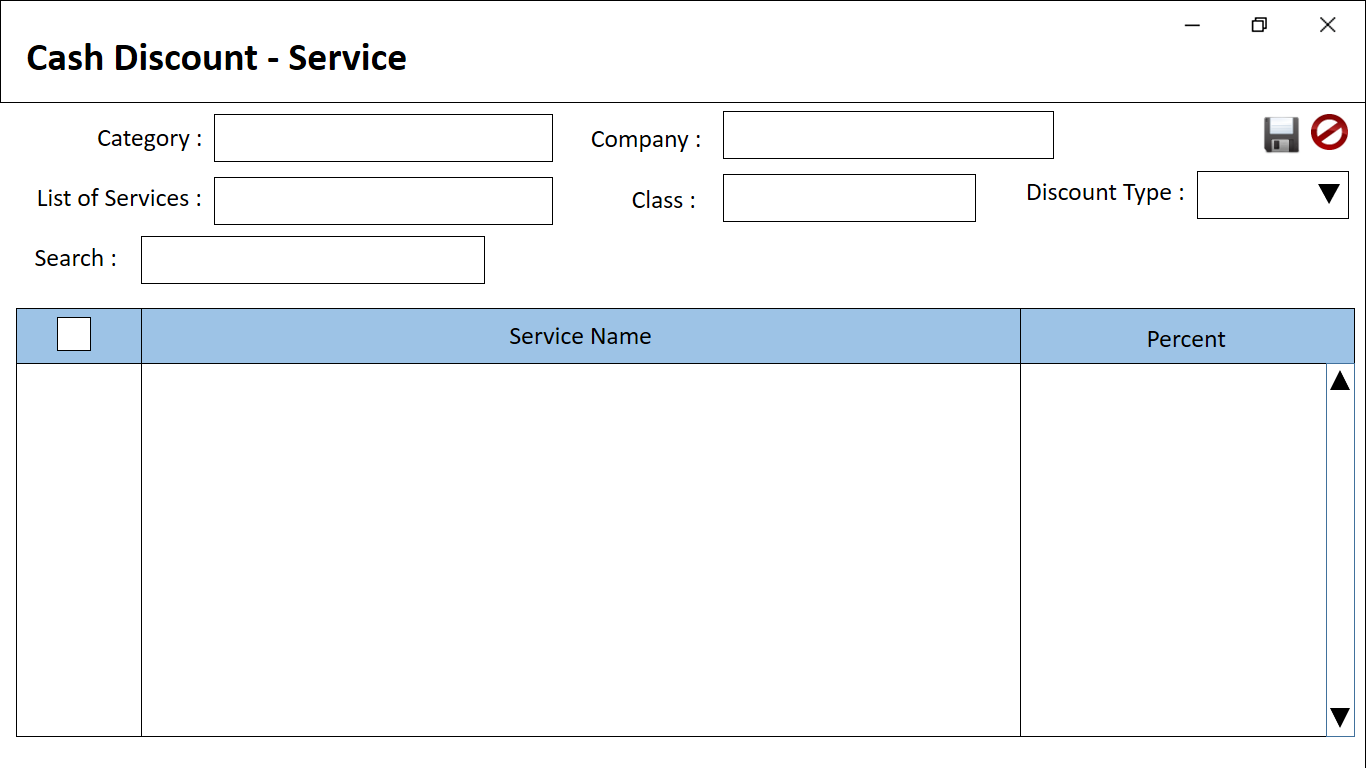 Cash Discount - Service
Category :
Company :
List of Services :
Class :
Discount Type :
Search :
Service Name
Percent